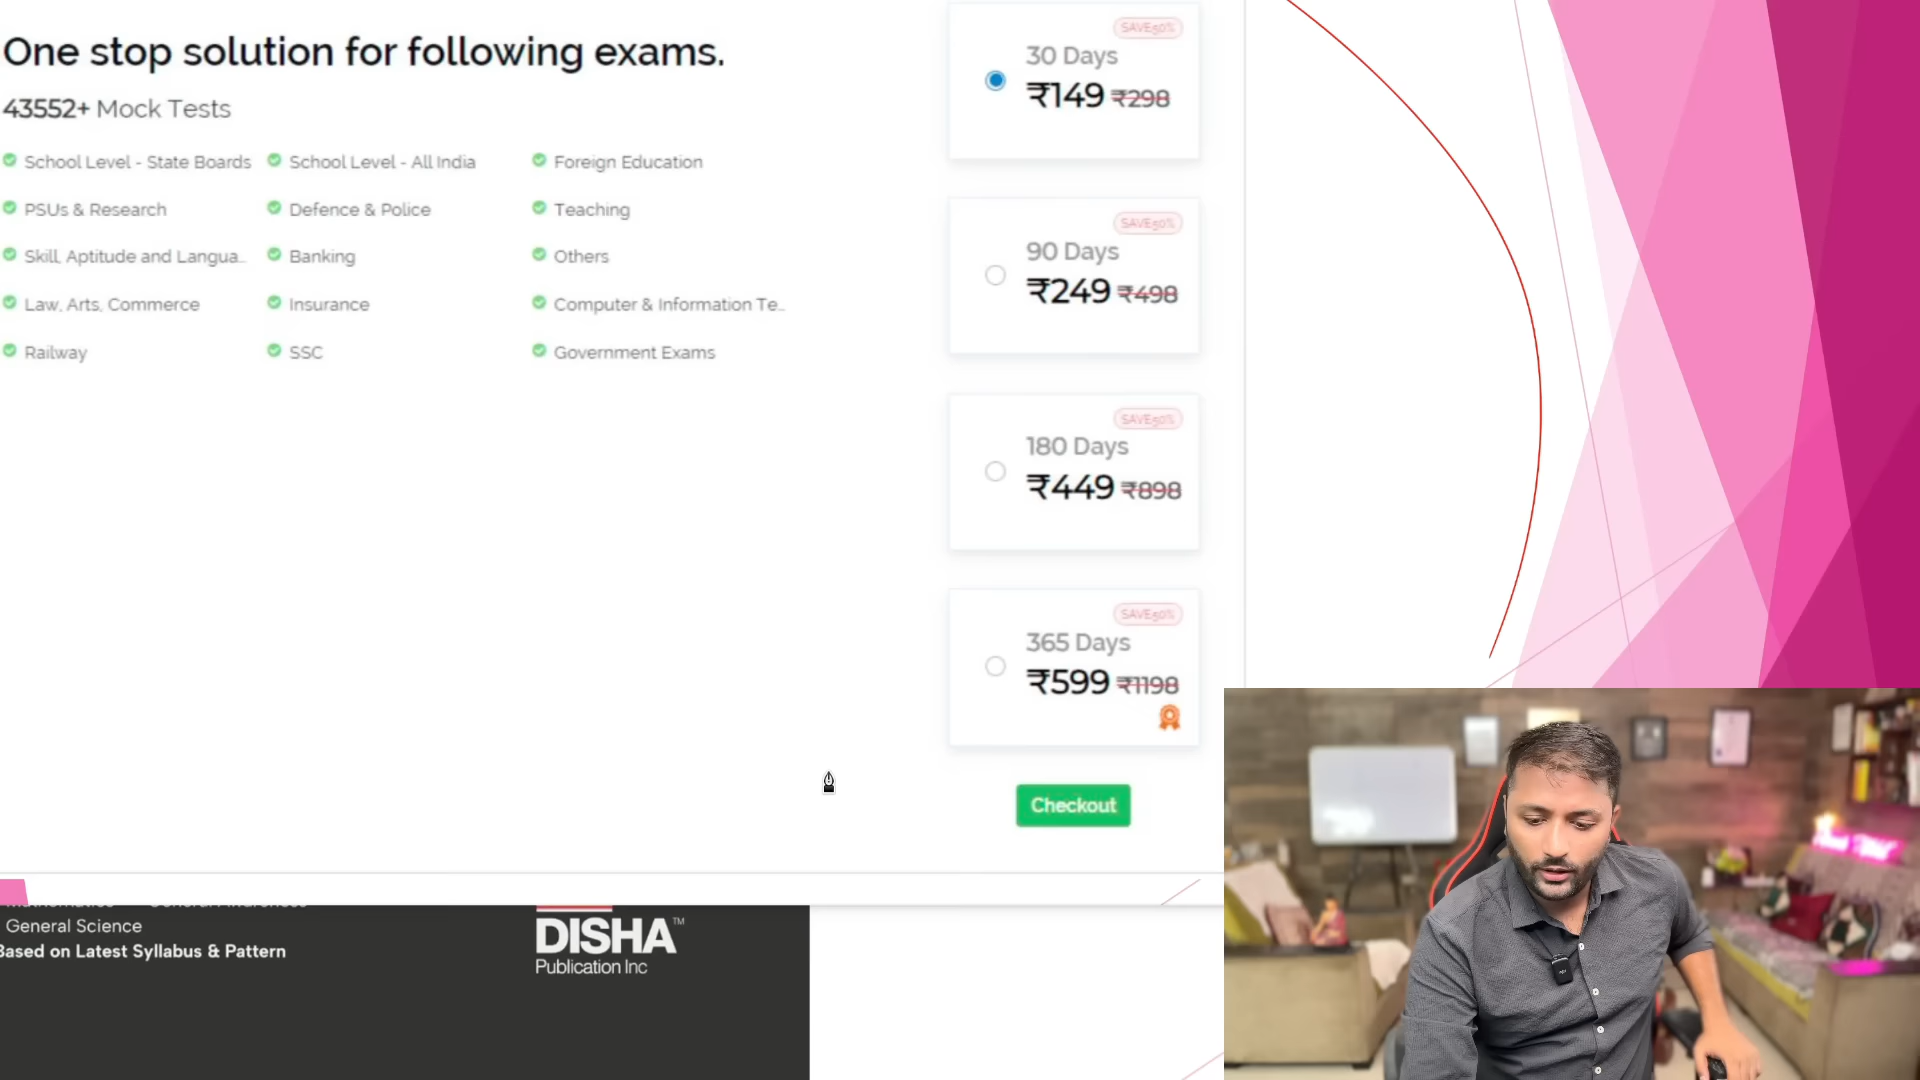 One stop solution for following exams.
43552+ Mock Tests
School Level - State Boards
School Level - All India
Foreign Education
PSUs & Research
Defence & Police
Teaching
Skill, Aptitude and Langua...
Banking
Others
Law, Arts, Commerce
Insurance
Computer & Information Te...
Railway
SSC
Government Exams
SAVE50%
30 Days
₹149 ₹298
SAVE50%
90 Days
₹249 ₹498
SAVE50%
180 Days
₹449 ₹898
SAVE50%
365 Days
₹599 ₹1198
Checkout
General Science
Based on Latest Syllabus & Pattern
DISHA™
Publication Inc